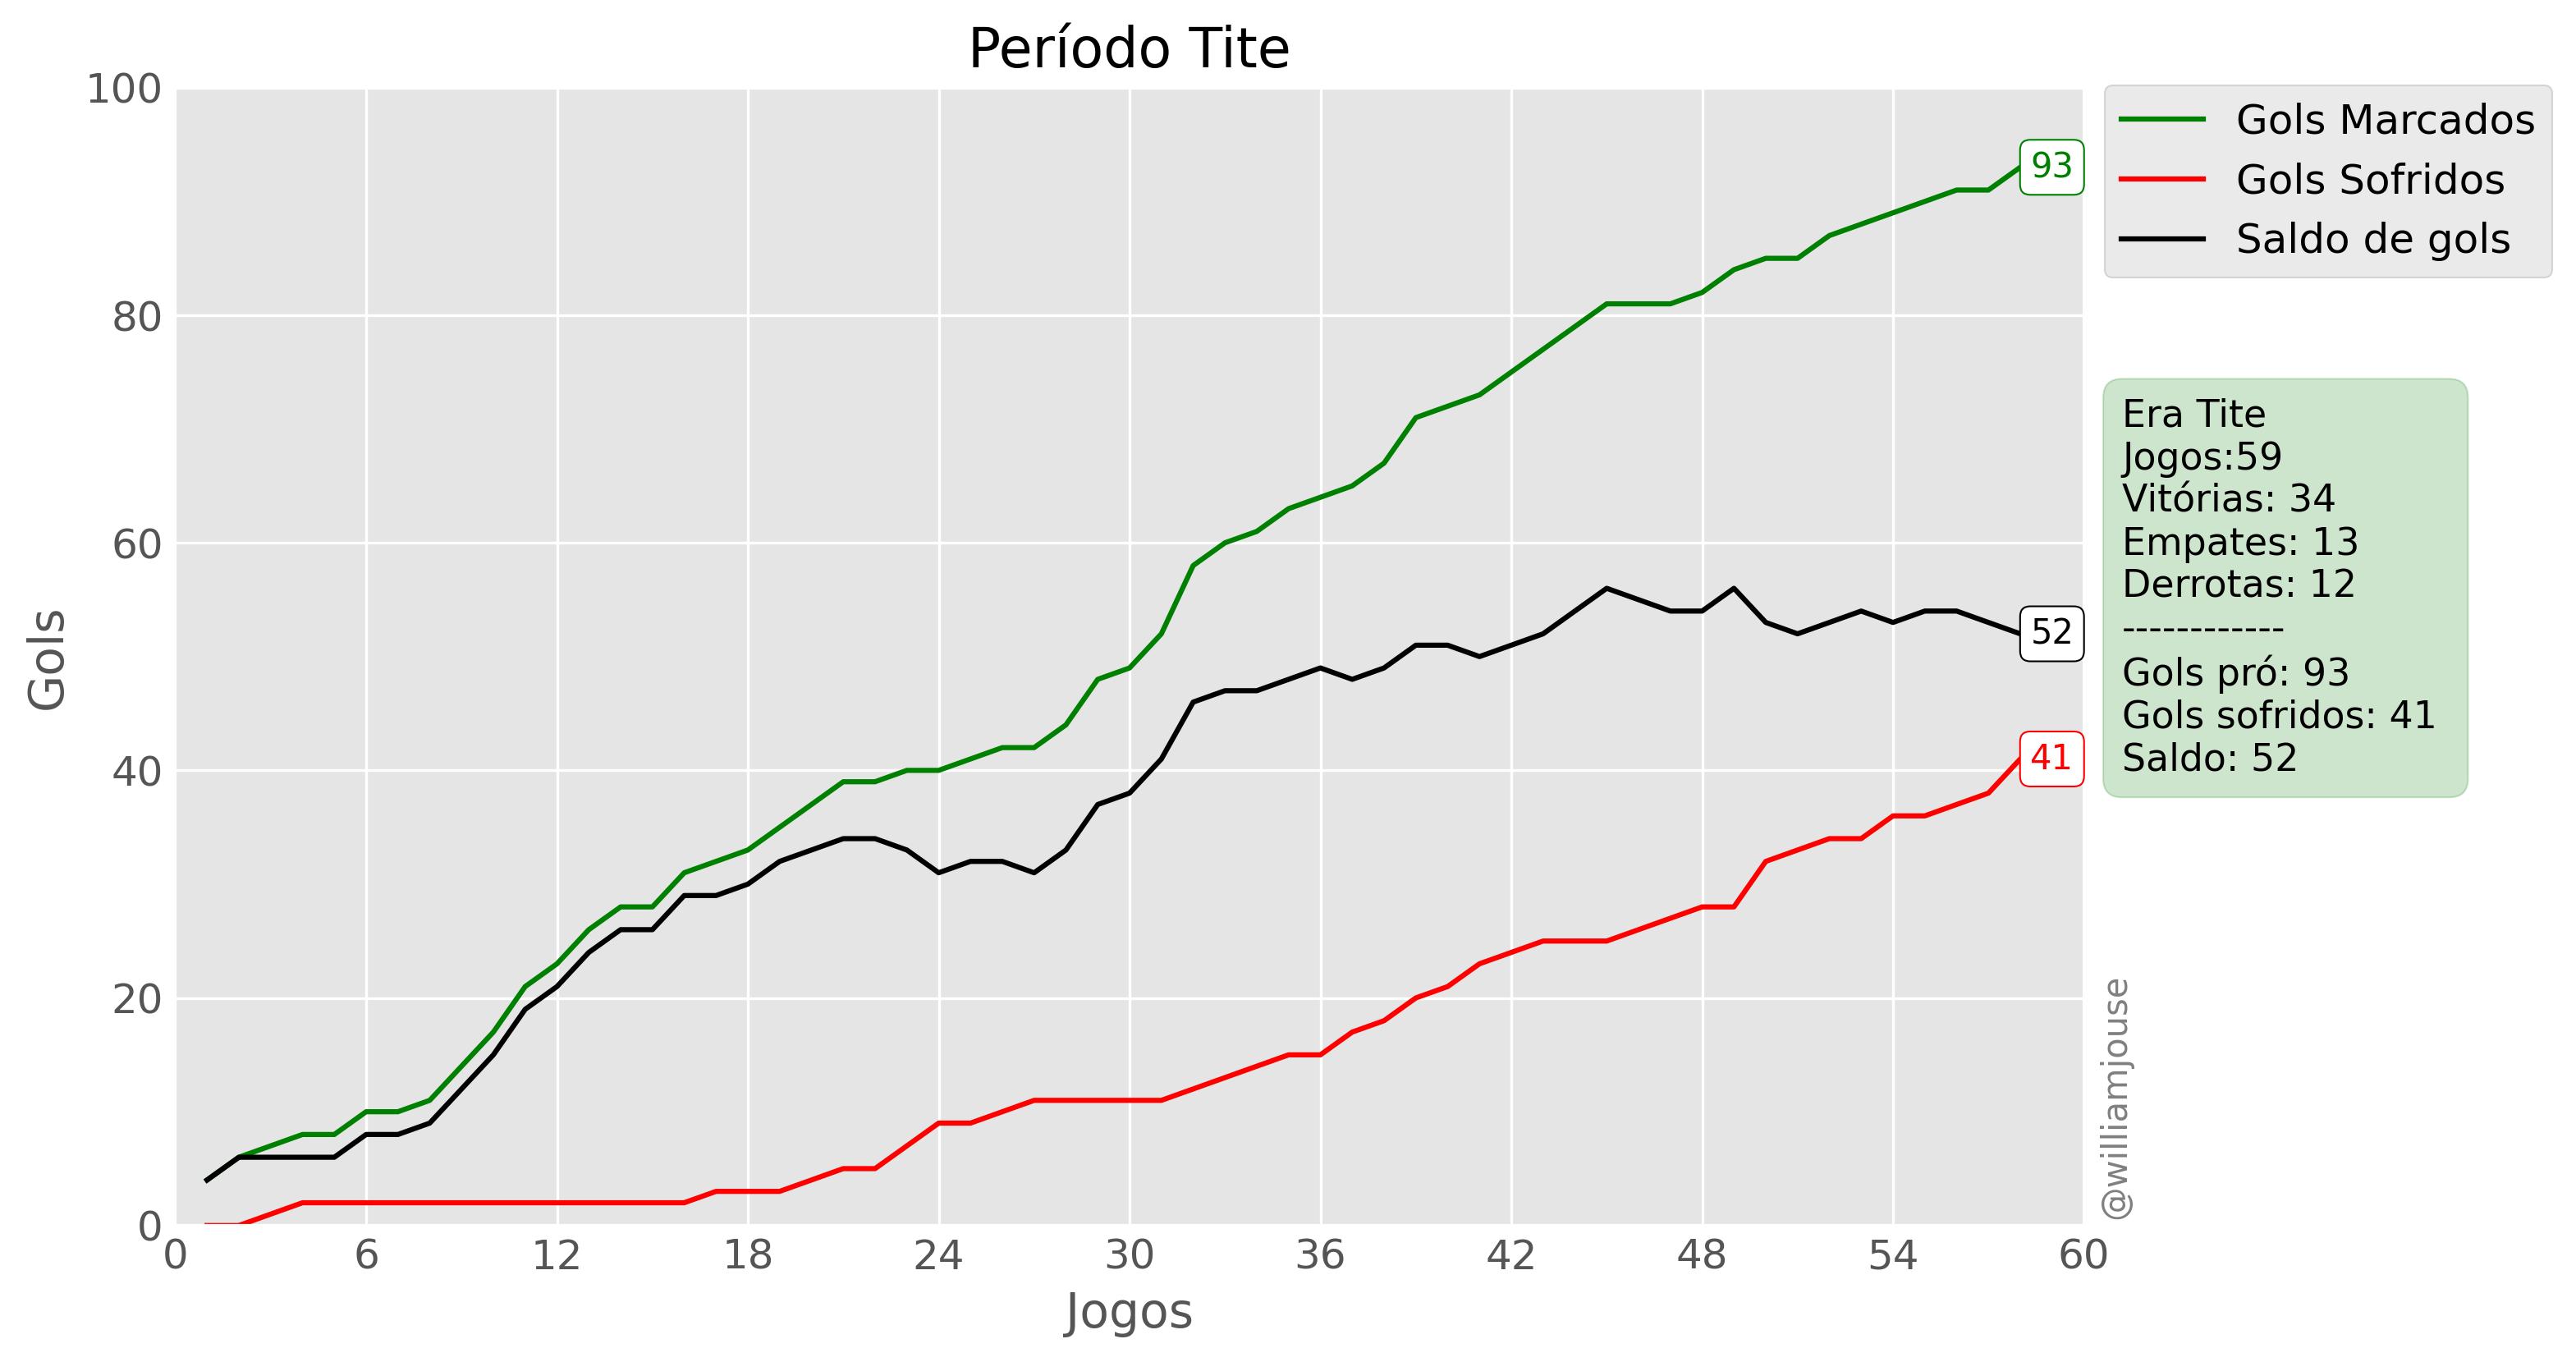 Período Tite
100
80
60
40
20
0
Gols
0 6 12 18 24 30 36 42 48 54 60
Jogos
93
52
41
Gols Marcados
Gols Sofridos
Saldo de gols
Era Tite
Jogos:59
Vitórias: 34
Empates: 13
Derrotas: 12
------------
Gols pró: 93
Gols sofridos: 41
Saldo: 52
@williamjouse